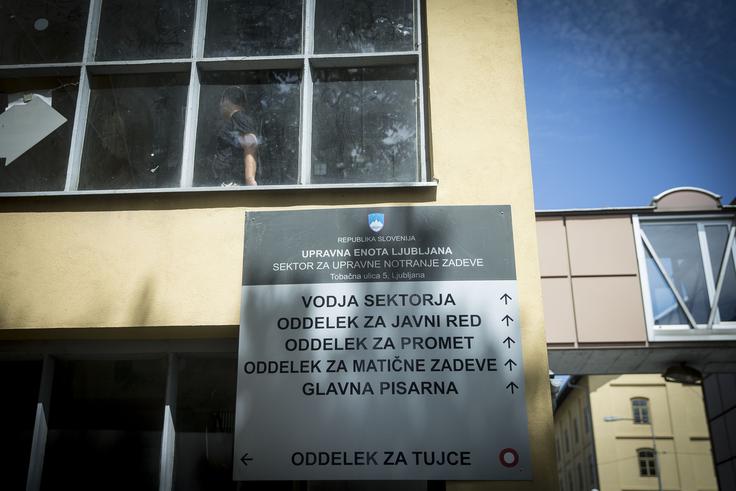 REPUBLIKA SLOVENIJA
UPRAVNA ENOTA LJUBLJANA
SEKTOR ZA UPRAVNE NOTRANJE ZADEVE
Tobačna ulica 5, Ljubljana
VODJA SEKTORJA ↑
ODDELEK ZA JAVNI RED ↑
ODDELEK ZA PROMET ↑
ODDELEK ZA MATIČNE ZADEVE ↑
GLAVNA PISARNA ↑
← ODDELEK ZA TUJCE